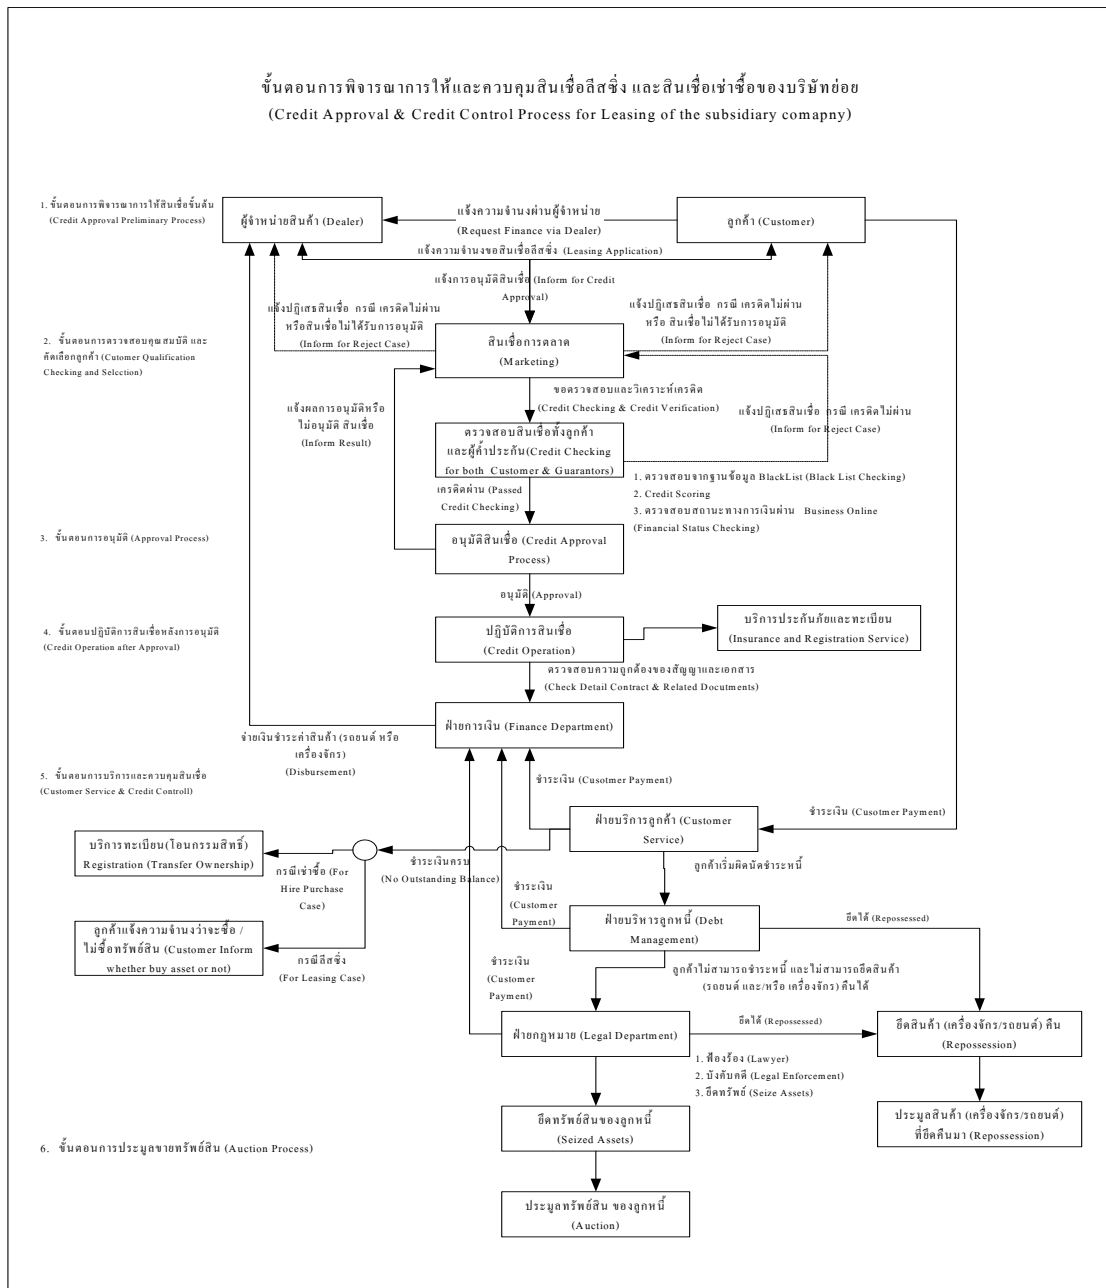 ขั้นตอนการพิจารณาการให้และควบคุมสินเชื่อลีสซิ่ง และสินเชื่อเช่าซื้อของบริษัทย่อย
(Credit Approval & Credit Control Process for Leasing of the subsidiary comapny)
1. ขั้นตอนการพิจารณาการให้สินเชื่อขั้นต้น
(Credit Approval Preliminary Process)
ผู้จำหน่ายสินค้า (Dealer)
แจ้งความจำนงผ่านผู้จำหน่าย
(Request Finance via Dealer)
ลูกค้า (Customer)
แจ้งความจำนงขอสินเชื่อลีสซิ่ง (Leasing Application)
แจ้งการอนุมัติสินเชื่อ (Inform for Credit
Approval)
แจ้งปฎิเสธสินเชื่อ กรณี เครดิตไม่ผ่าน
หรือสินเชื่อไม่ได้รับการอนุมัติ
(Inform for Reject Case)
แจ้งปฎิเสธสินเชื่อ กรณี เครดิตไม่ผ่าน
หรือ สินเชื่อไม่ได้รับการอนุมัติ
(Inform for Reject Case)
2. ขั้นตอนการตรวจสอบคุณสมบัติ และ
คัดเลือกลูกค้า (Cutomer Qualification
Checking and Selcction)
สินเชื่อการตลาด
(Marketing)
ขอตรวจสอบและวิเคราะห์เครดิต
(Credit Checking & Credit Verification)
แจ้งผลการอนุมัติหรือ
ไม่อนุมัติ สินเชื่อ
(Inform Result)
แจ้งปฎิเสธสินเชื่อ กรณี เครดิตไม่ผ่าน
(Inform for Reject Case)
ตรวจสอบสินเชื่อทั้งลูกค้า
และผู้ค้ำประกัน(Credit Checking
for both Customer & Guarantors)
1. ตรวจสอบจากฐานข้อมูล BlackList (Black List Checking)
2. Credit Scoring
3. ตรวจสอบสถานะทางการเงินผ่าน Business Online
(Financial Status Checking)
เครดิตผ่าน (Passed
Credit Checking)
3. ขั้นตอนการอนุมัติ (Approval Process)
อนุมัติสินเชื่อ (Credit Approval
Process)
อนุมัติ (Approval)
4. ขั้นตอนปฎิบัติการสินเชื่อหลังการอนุมัติ
(Credit Operation after Approval)
ปฎิบัติการสินเชื่อ
(Credit Operation)
บริการประกันภัยและทะเบียน
(Insurance and Registration Service)
ตรวจสอบความถูกต้องของสัญญาและเอกสาร
(Check Detail Contract & Related Doctuments)
ฝ่ายการเงิน (Finance Department)
จ่ายเงินชำระค่าสินค้า (รถยนต์ หรือ
เครื่องจักร)
(Disbursement)
5. ขั้นตอนการบริการและควบคุมสินเชื่อ
(Customer Service & Credit Controll)
ชำระเงิน (Cusotmer Payment)
ชำระเงิน (Cusotmer Payment)
ฝ่ายบริการลูกค้า (Customer
Service)
บริการทะเบียน(โอนกรรมสิทธิ์)
Registration (Transfer Ownership)
กรณีเช่าซื้อ (For
Hire Purchase
Case)
ชำระเงินครบ
(No Outstanding Balance)
ลูกค้าเริ่มผิดนัดชำระหนี้
ชำระเงิน
(Customer
Payment)
ฝ่ายบริหารลูกหนี้ (Debt
Management)
ยึดได้ (Repossessed)
ลูกค้าแจ้งความจำนงว่าจะซื้อ /
ไม่ซื้อทรัพย์สิน (Customer Inform
whether buy asset or not)
กรณีลีสซิ่ง
(For Leasing Case)
ชำระเงิน
(Customer
Payment)
ลูกค้าไม่สามารถชำระหนี้ และไม่สามารถยึดสินค้า
(รถยนต์ และ/หรือ เครื่องจักร) คืนได้
ฝ่ายกฎหมาย (Legal Department)
ยึดได้ (Repossessed)
ยึดสินค้า (เครื่องจักร/รถยนต์) คืน
(Repossession)
1. ฟ้องร้อง (Lawyer)
2. บังคับคดี (Legal Enforcement)
3. ยึดทรัพย์ (Seize Assets)
ยึดทรัพย์สินของลูกหนี้
(Seized Assets)
ประมูลสินค้า (เครื่องจักร/รถยนต์)
ที่ยึดคืนมา (Repossession)
6. ขั้นตอนการประมูลขายทรัพย์สิน (Auction Process)
ประมูลทรัพย์สิน ของลูกหนี้
(Auction)